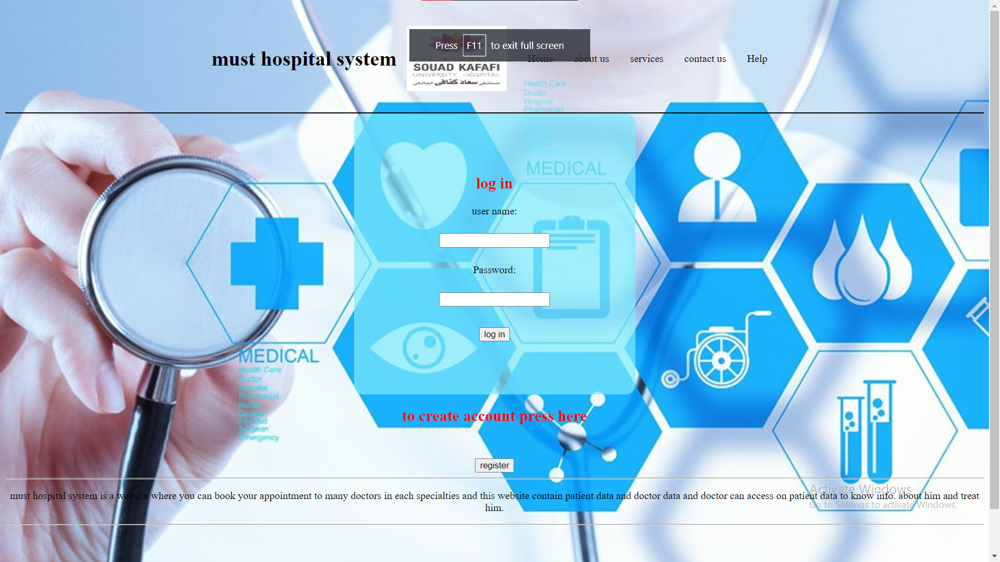 Press F11 to exit full screen
must hospital system
SOUAD KAFAFI
UNIVERSITY HOSPITAL
مستشفى سعاد كفافى الجامعى
Home about us services contact us Help
Health Care
Doctor
Hospital
Pharmacist
Emergency
MEDICAL
log in
user name:
Password:
log in
MEDICAL
Health Care
Doctor
Hospital
Pharmacist
Nurse
Dentist
First Aid
Surgeon
Emergency
to create account press here
register
must hospital system is a website where you can book your appointment to many doctors in each specialties and this website contain patient data and doctor data and doctor can access on patient data to know info. about him and treat
him.
Activate Windows
Go to Settings to activate Windows.